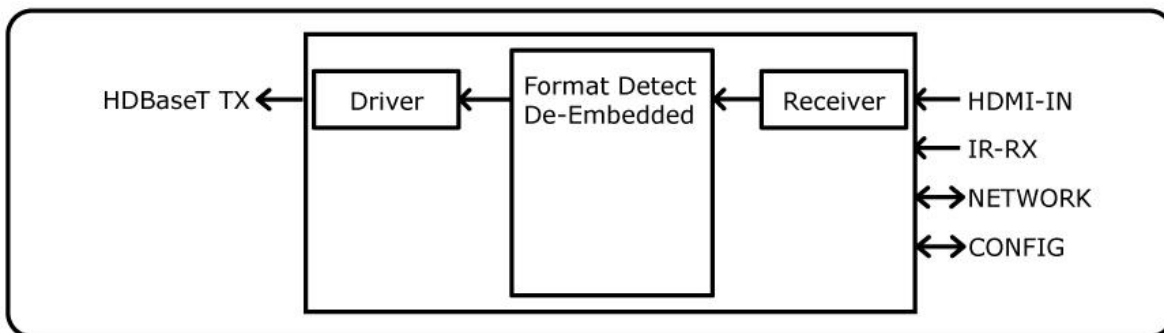 HDBaseT TX
Driver
Format Detect
De-Embedded
Receiver
HDMI-IN
IR-RX
NETWORK
CONFIG